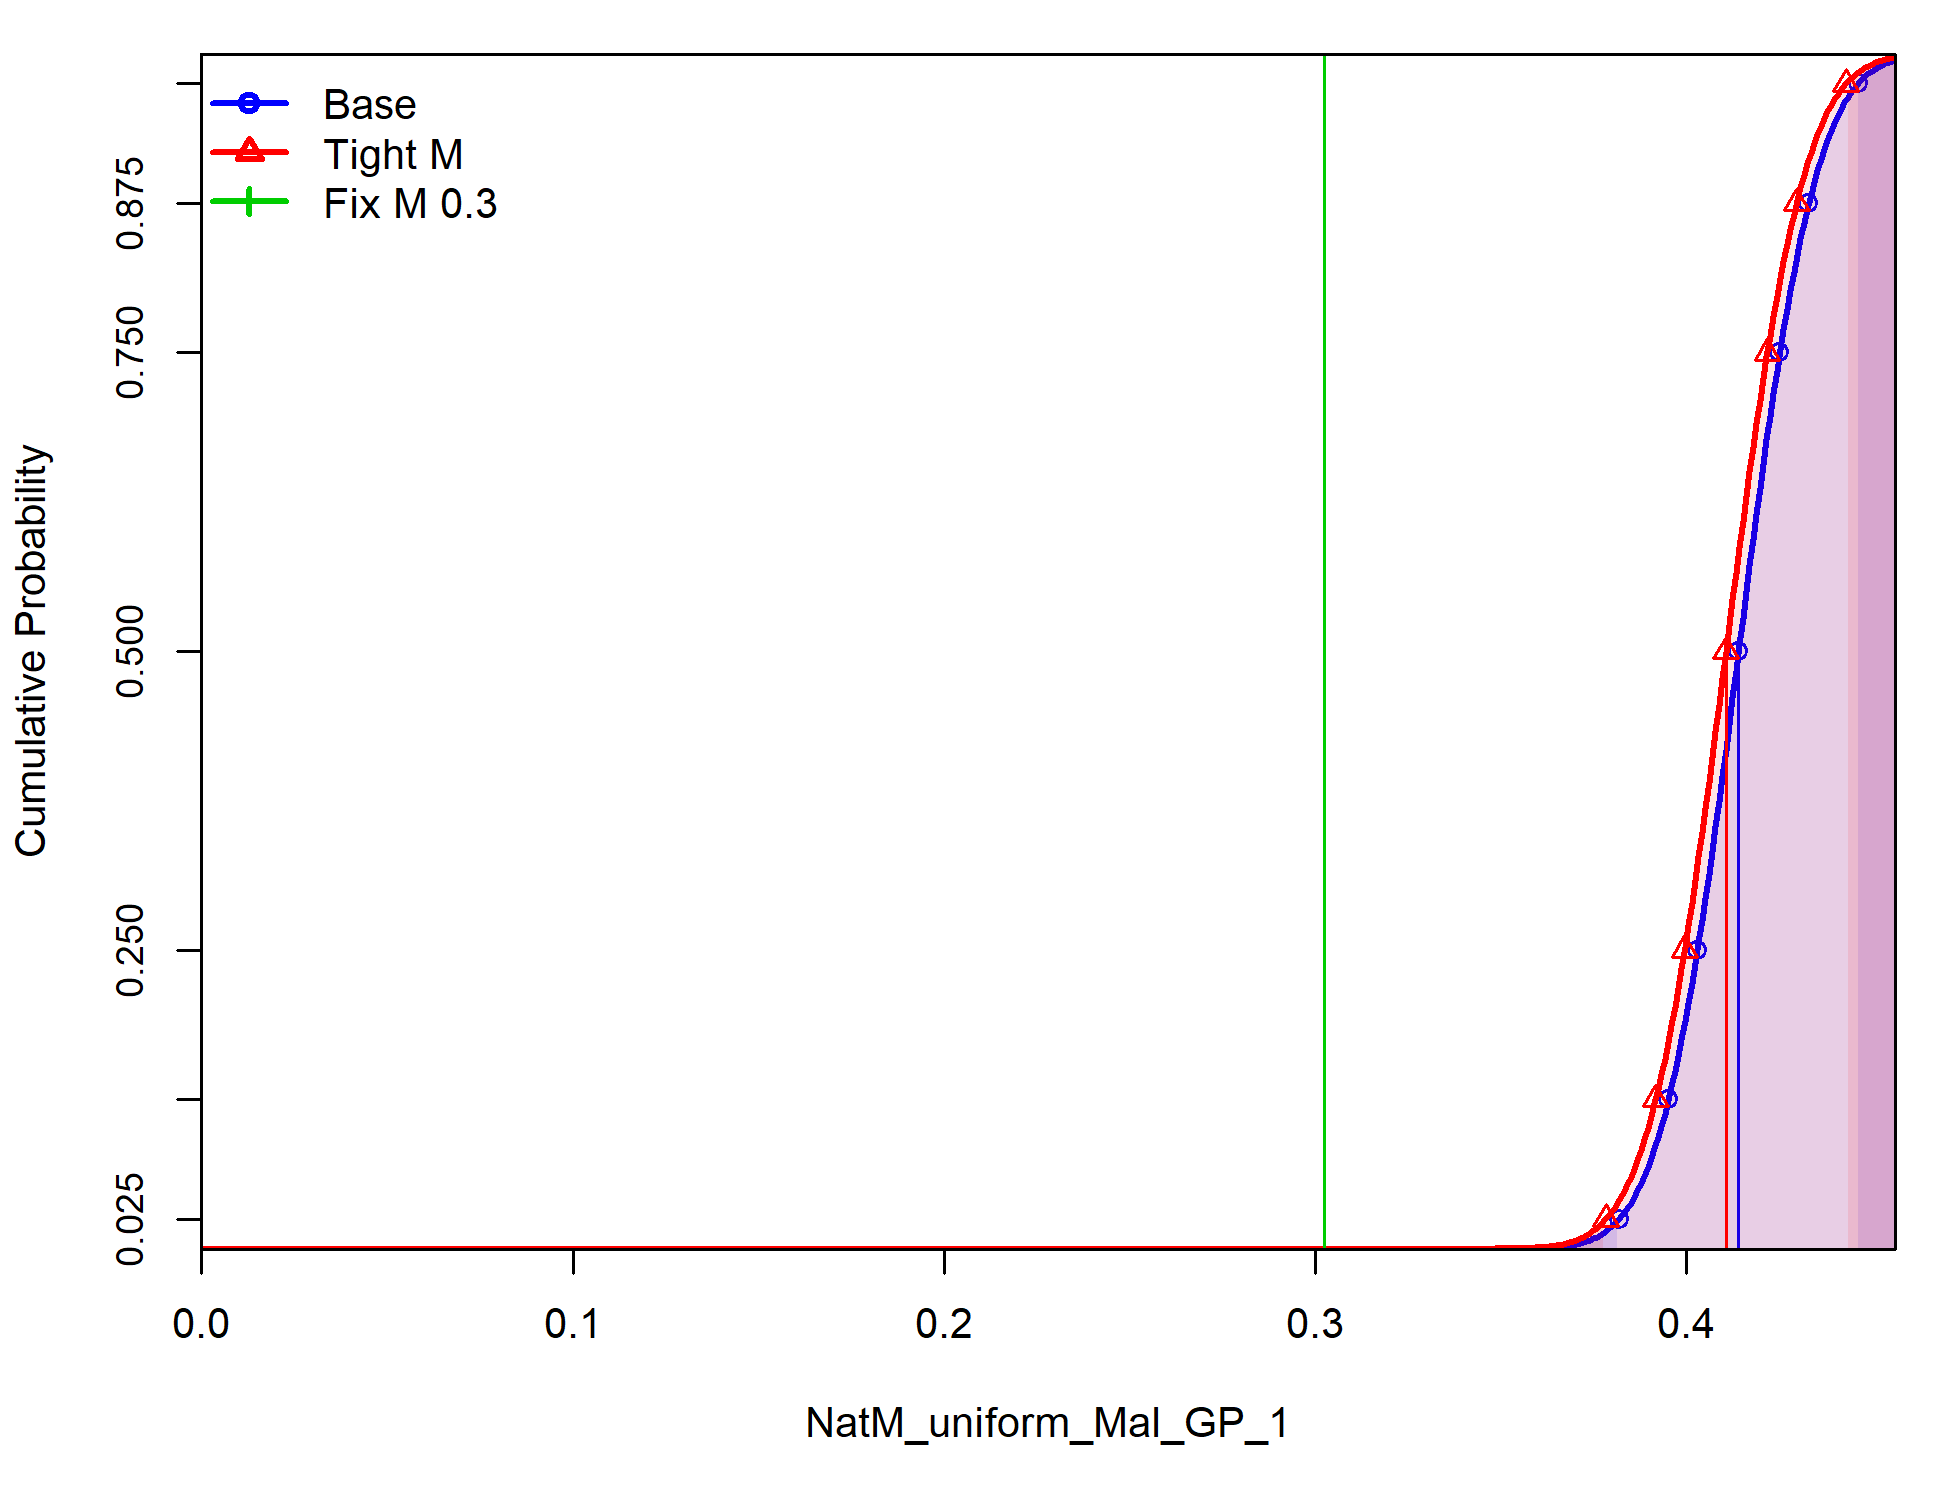 Base
Tight M
Fix M 0.3
Cumulative Probability
0.875
0.750
0.500
0.250
0.025
0.0 0.1 0.2 0.3 0.4
NatM_uniform_Mal_GP_1